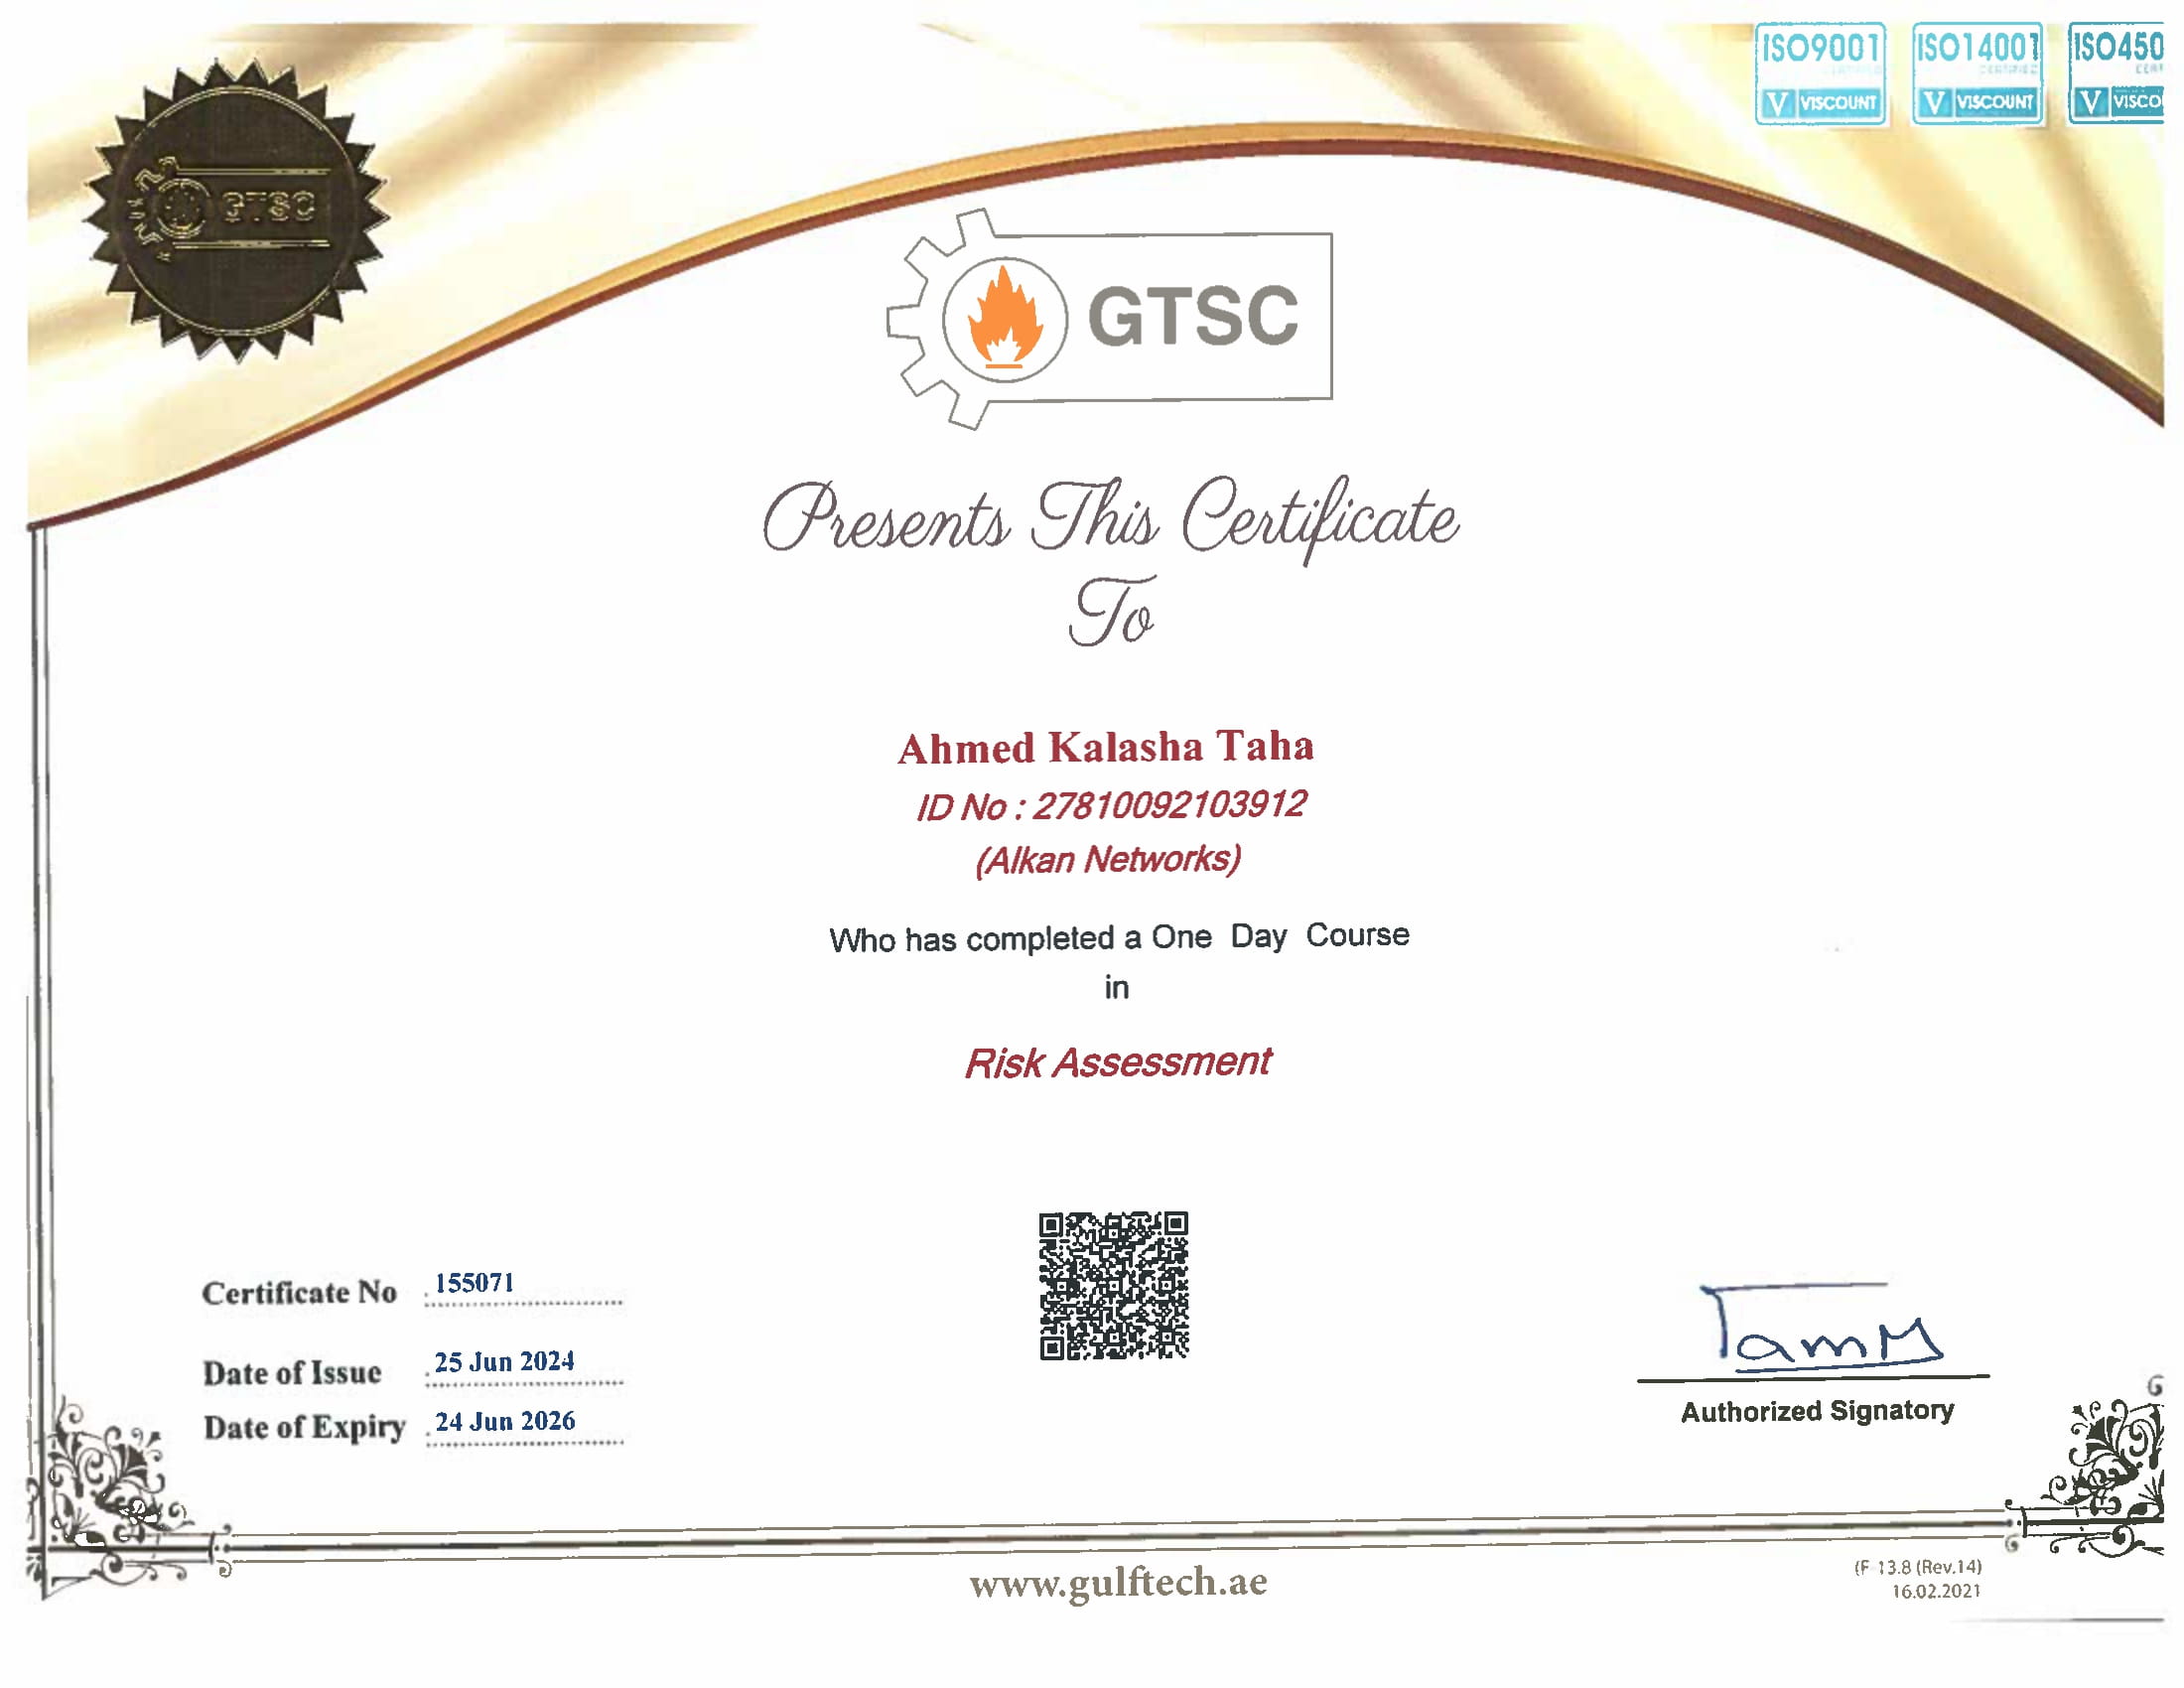 ISO9001
CERTIFIED
V VISCOUNT
ISO14001
CERTIFIED
V VISCOUNT
ISO450
CERT
V VISCO
GTSC
GTSC
Presents This Certificate
To
Ahmed Kalasha Taha
ID No : 27810092103912
(Alkan Networks)
Who has completed a One Day Course
in
Risk Assessment
Certificate No 155071
Date of Issue 25 Jun 2024
Date of Expiry 24 Jun 2026
TamM
Authorized Signatory
www.gulftech.ae
(F 13.8 (Rev.14)
16.02.2021